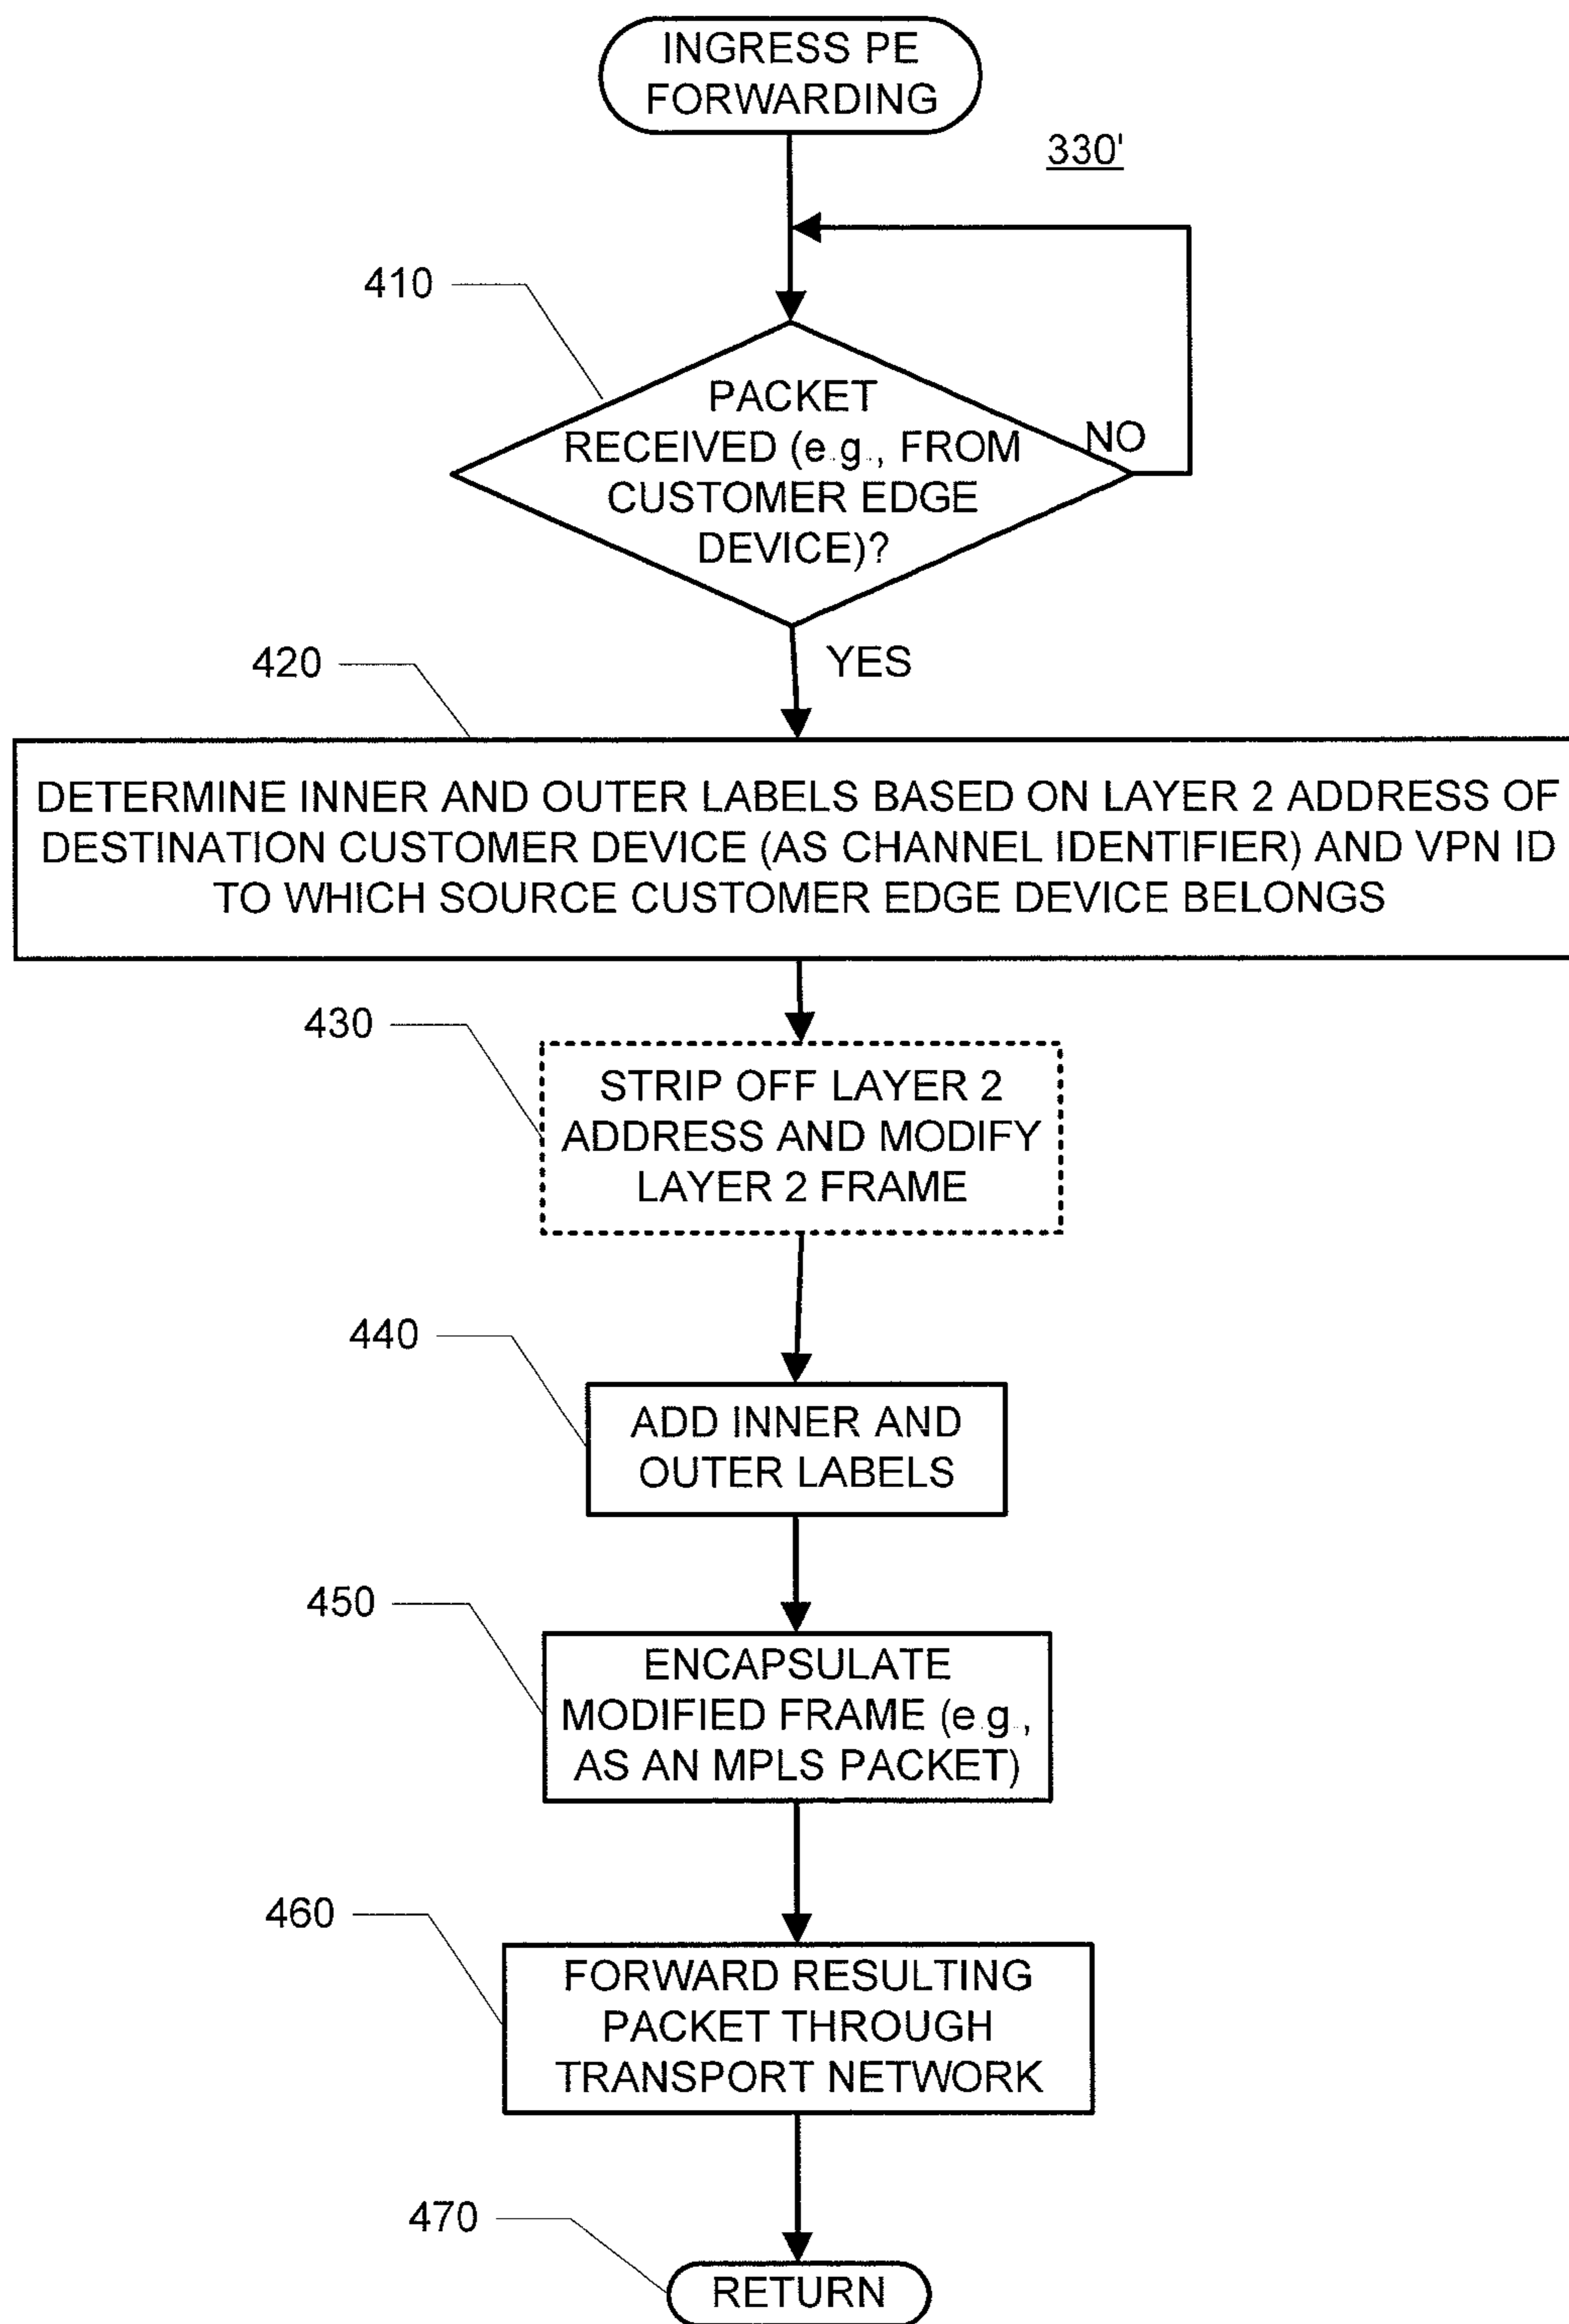 INGRESS PE
FORWARDING
330'
410
PACKET
RECEIVED (e.g., FROM
CUSTOMER EDGE
DEVICE)?
NO
420
YES
DETERMINE INNER AND OUTER LABELS BASED ON LAYER 2 ADDRESS OF
DESTINATION CUSTOMER DEVICE (AS CHANNEL IDENTIFIER) AND VPN ID
TO WHICH SOURCE CUSTOMER EDGE DEVICE BELONGS
430
STRIP OFF LAYER 2
ADDRESS AND MODIFY
LAYER 2 FRAME
440
ADD INNER AND
OUTER LABELS
450
ENCAPSULATE
MODIFIED FRAME (e.g.,
AS AN MPLS PACKET)
460
FORWARD RESULTING
PACKET THROUGH
TRANSPORT NETWORK
470
RETURN